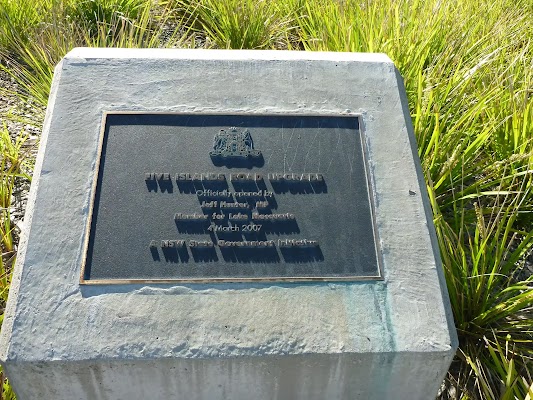 FIVE ISLANDS ROAD UPGRADE
Officially opened by
Jeff Hunter, MP
Member for Lake Macquarie
4 March 2007
A NSW State Government Initiative